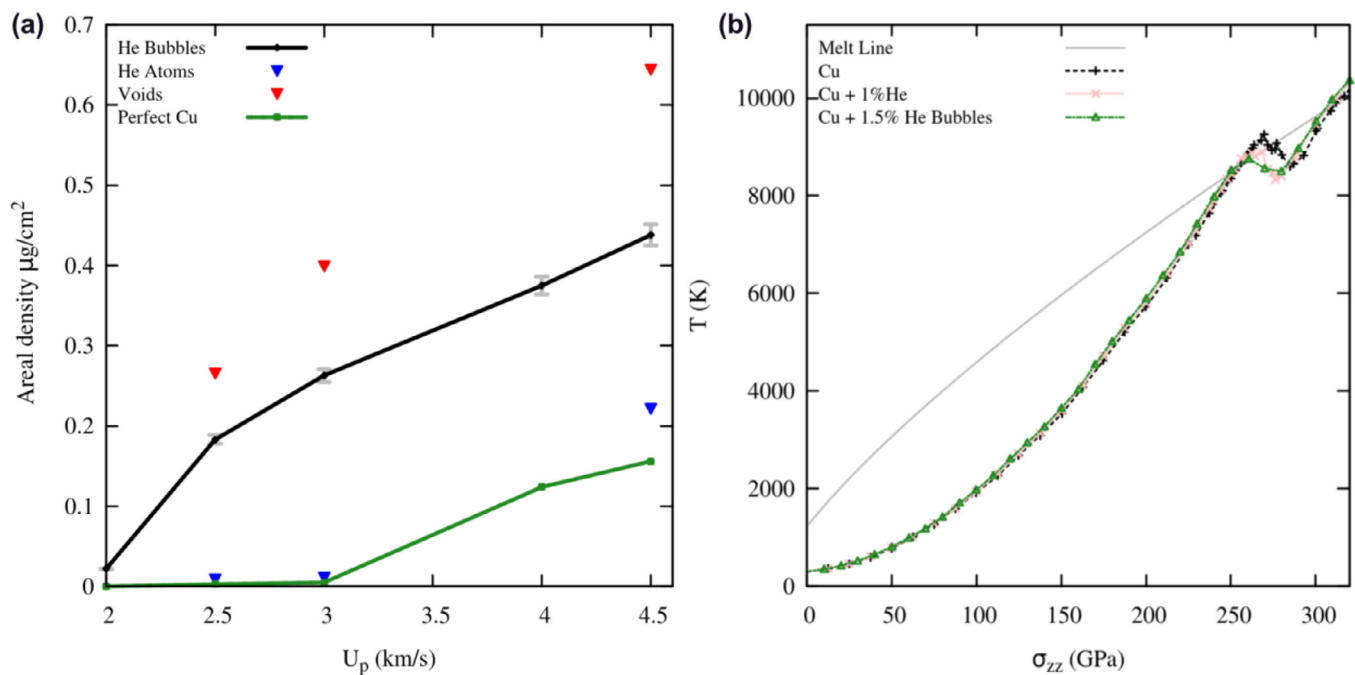 (a)
0.7
0.6
0.5
0.4
0.3
0.2
0.1
0
Areal density μg/cm²
He Bubbles
He Atoms
Voids
Perfect Cu
2
2.5
3
3.5
4
4.5
U_p (km/s)
(b)
10000
8000
6000
4000
2000
0
T (K)
Melt Line
Cu
Cu + 1%He
Cu + 1.5% He Bubbles
0
50
100
150
200
250
300
σ_zz (GPa)